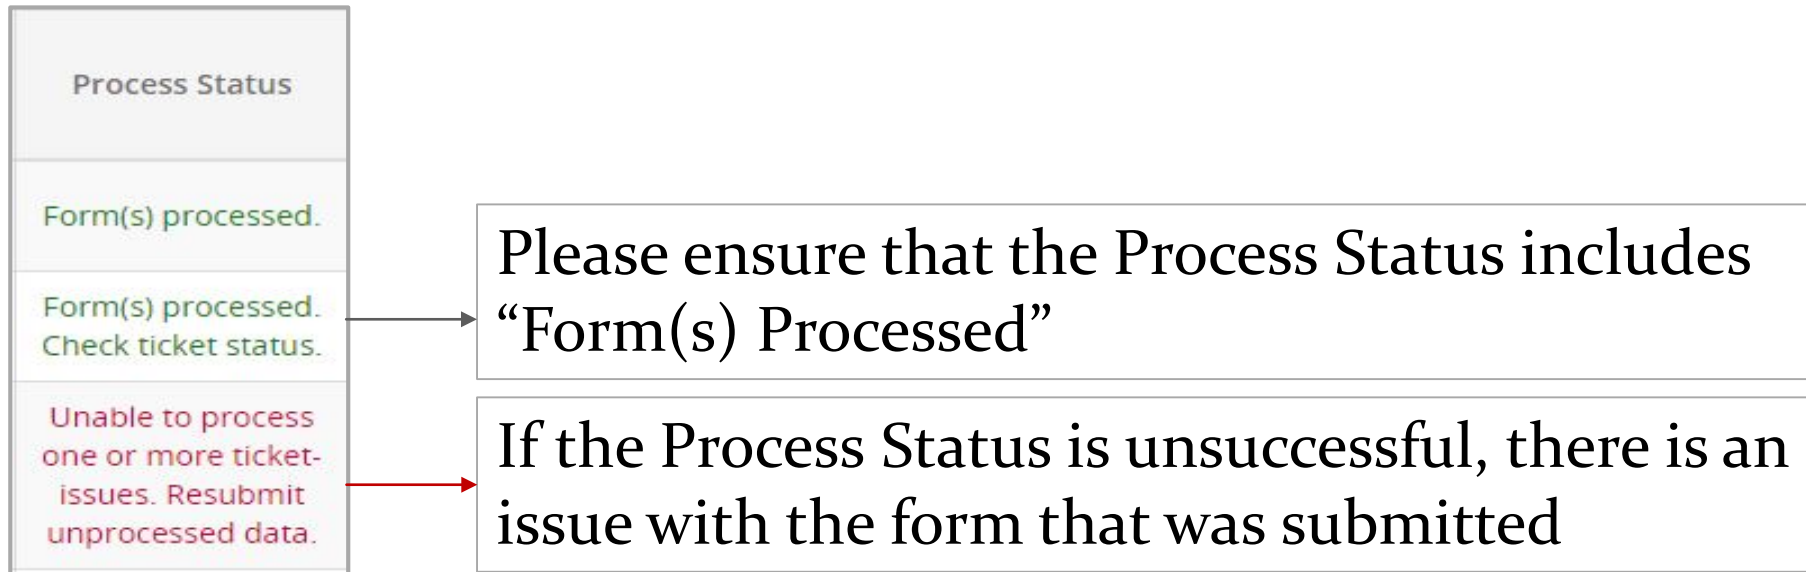 Process Status
Form(s) processed.
Form(s) processed.
Check ticket status.
Unable to process
one or more ticket-
issues. Resubmit
unprocessed data.
Please ensure that the Process Status includes
“Form(s) Processed”
If the Process Status is unsuccessful, there is an
issue with the form that was submitted